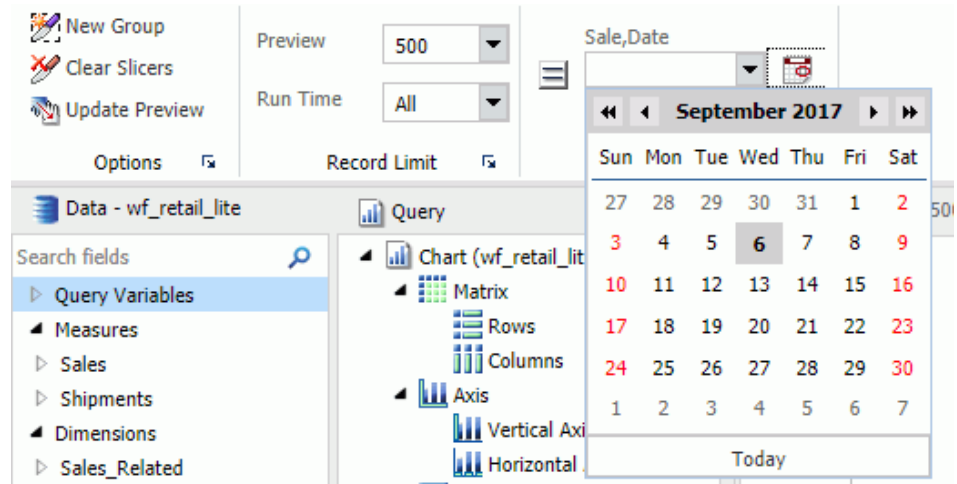 New Group
Clear Slicers
Update Preview
Options
Preview 500
Run Time All
Record Limit
Sale,Date
September 2017
Sun Mon Tue Wed Thu Fri Sat
27 28 29 30 31 1 2
3 4 5 6 7 8 9
10 11 12 13 14 15 16
17 18 19 20 21 22 23
24 25 26 27 28 29 30
1 2 3 4 5 6 7
Today
Data - wf_retail_lite
Search fields
Query Variables
Measures
Sales
Shipments
Dimensions
Sales_Related
Query
Chart (wf_retail_lit
Matrix
Rows
Columns
Axis
Vertical Axi
Horizontal